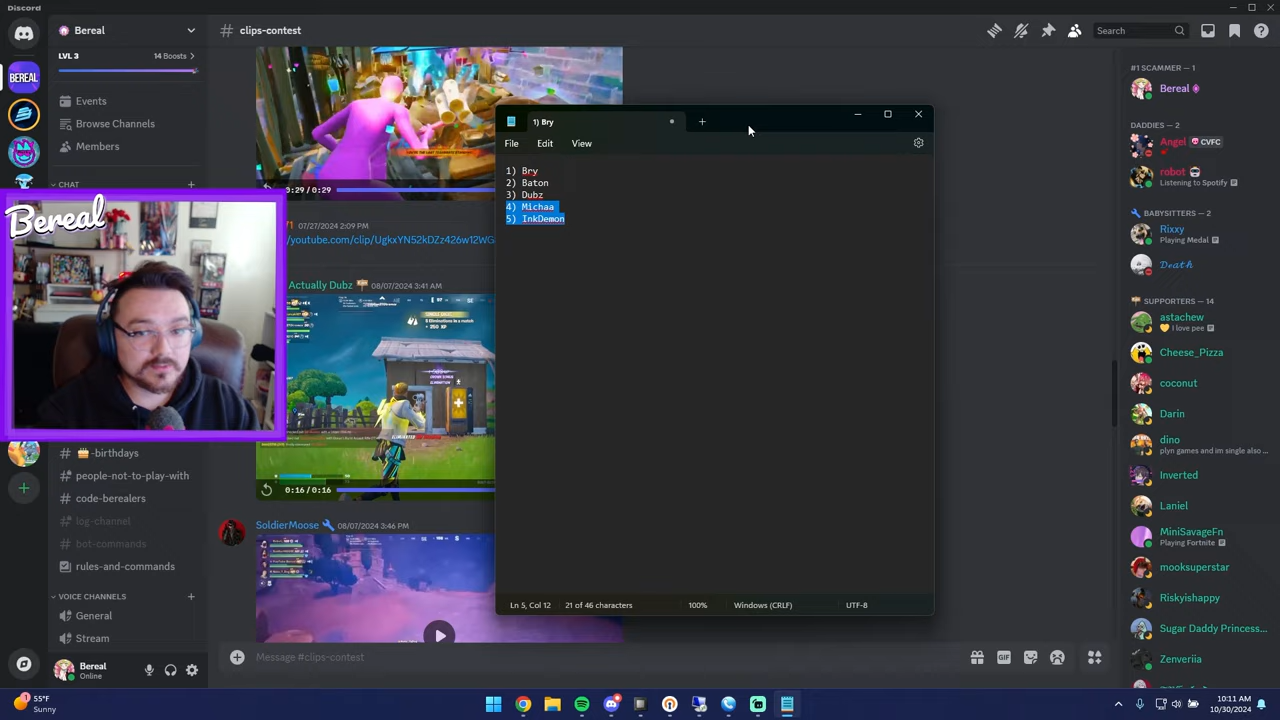 Discord
Bereal
clips-contest
Search
LVL 3
14 Boosts
Events
Browse Channels
Members
CHAT
-birthdays
people-not-to-play-with
code-berealers
log-channel
bot-commands
rules-and-commands
VOICE CHANNELS
General
Stream
Bereal
Online
BEREAL
Bereal
0:29 / 0:29
07/27/2024 2:09 PM
/youtube.com/clip/UgkxYN52kDZz426w12WG
Actually Dubz
08/07/2024 3:41 AM
0:16 / 0:16
SoldierMoose
08/07/2024 3:46 PM
Message #clips-contest
GIF
1) Bry
File
Edit
View
1) Bry
2) Baton
3) Dubz
4) Michaa
5) InkDemon
Ln 5, Col 12
21 of 46 characters
100%
Windows (CRLF)
UTF-8
#1 SCAMMER — 1
Bereal
DADDIES — 2
Angel
CVFC
robot
Listening to Spotify
BABYSITTERS — 2
Rixxy
Playing Medal
Death
SUPPORTERS — 14
astachew
I love pee
Cheese_Pizza
coconut
Darin
dino
plyn games and im single also ...
Inverted
Laniel
MiniSavageFn
Playing Fortnite
mooksuperstar
Riskyishappy
Sugar Daddy Princess...
Zenveriia
55°F
Sunny
10:11 AM
10/30/2024